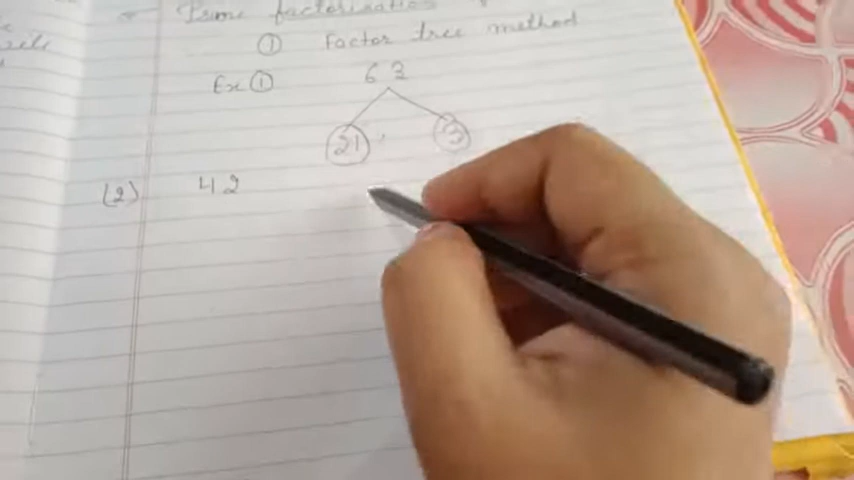 Prime factorisation
① Factor tree method
Ex ① 63
21, 3
(2) 42